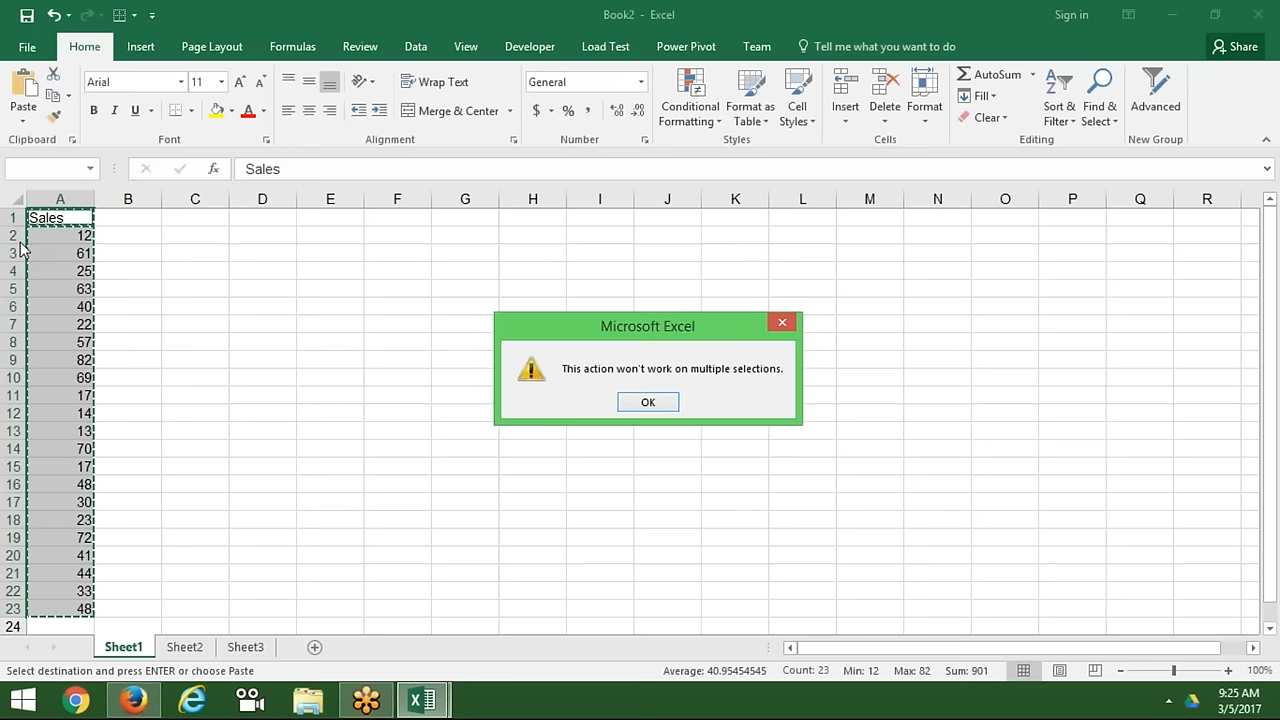 Book2 - Excel
Sign in
File Home Insert Page Layout Formulas Data Review View Developer Load Test Power Pivot Team Tell me what you want to do Share
Paste
Clipboard
Arial 11
B I U
Font
Wrap Text
Merge & Center
Alignment
General
$ % ,
Number
Conditional Formatting
Format as Table
Cell Styles
Styles
Insert Delete Format
Cells
AutoSum
Fill
Clear
Sort & Filter
Find & Select
Editing
Advanced
New Group
fx Sales
A B C D E F G H I J K L M N O P Q R
1 Sales
2 12
3 61
4 25
5 63
6 40
7 22
8 57
9 82
10 69
11 17
12 14
13 13
14 70
15 17
16 48
17 30
18 23
19 72
20 41
21 44
22 33
23 48
24
Microsoft Excel
This action won't work on multiple selections.
OK
Sheet1 Sheet2 Sheet3
Select destination and press ENTER or choose Paste Average: 40.95454545 Count: 23 Min: 12 Max: 82 Sum: 901 100%
9:25 AM
3/5/2017